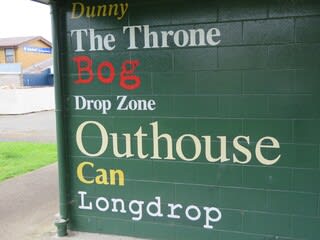 Dunny
The Throne
Bog
Drop Zone
Outhouse
Can
Longdrop